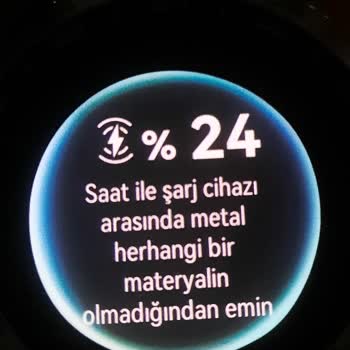 % 24
Saat ile şarj cihazı
arasında metal
herhangi bir
materyalin
olmadığından emin